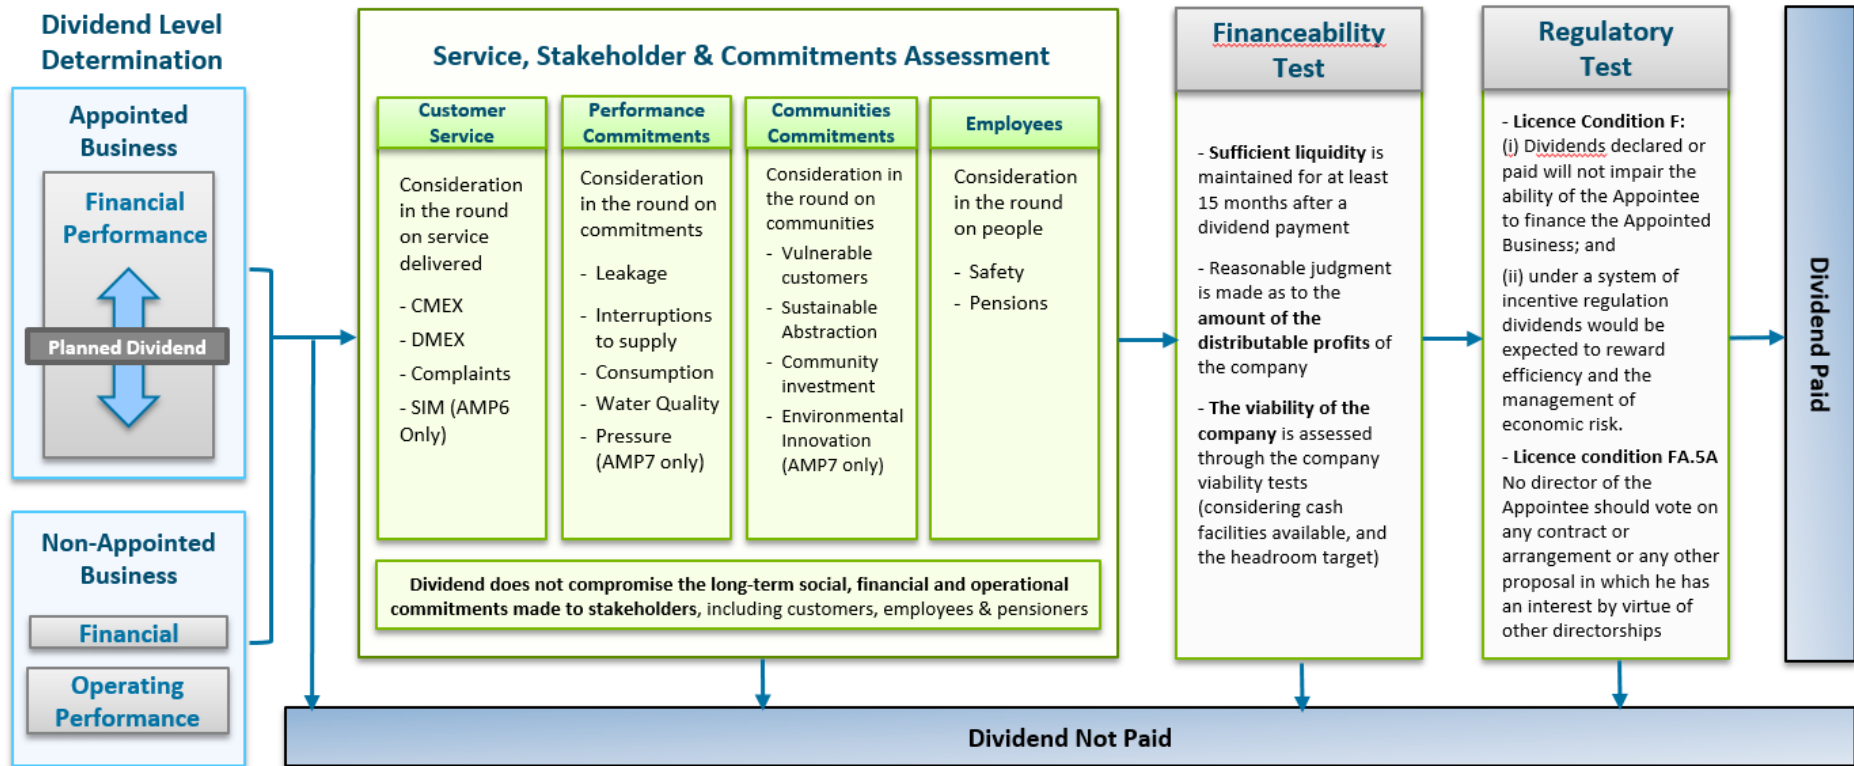 Dividend Level
Determination
Appointed
Business
Financial
Performance
Planned Dividend
Non-Appointed
Business
Financial
Operating
Performance
Service, Stakeholder & Commitments Assessment
Customer
Service
Consideration
in the round
on service
delivered
- CMEX
- DMEX
- Complaints
- SIM (AMP6
Only)
Performance
Commitments
Consideration
in the round on
commitments
- Leakage
- Interruptions
to supply
- Consumption
- Water Quality
- Pressure
(AMP7 only)
Communities
Commitments
Consideration in
the round on
communities
- Vulnerable
customers
- Sustainable
Abstraction
- Community
investment
- Environmental
Innovation
(AMP7 only)
Employees
Consideration
in the round
on people
- Safety
- Pensions
Dividend does not compromise the long-term social, financial and operational
commitments made to stakeholders, including customers, employees & pensioners
Financeability
Test
- Sufficient liquidity is
maintained for at least
15 months after a
dividend payment
- Reasonable judgment
is made as to the
amount of the
distributable profits of
the company
- The viability of the
company is assessed
through the company
viability tests
(considering cash
facilities available, and
the headroom target)
Regulatory
Test
- Licence Condition F:
(i) Dividends declared or
paid will not impair the
ability of the Appointee
to finance the Appointed
Business; and
(ii) under a system of
incentive regulation
dividends would be
expected to reward
efficiency and the
management of
economic risk.
- Licence condition FA.5A
No director of the
Appointee should vote on
any contract or
arrangement or any other
proposal in which he has
an interest by virtue of
other directorships
Dividend Paid
Dividend Not Paid